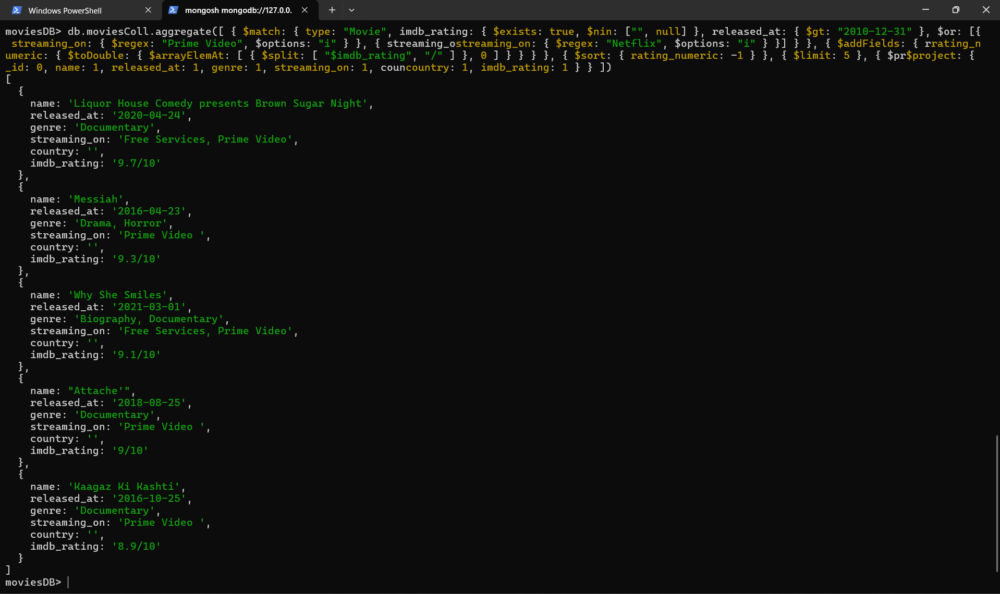 Windows PowerShell
mongosh mongodb://127.0.0.
moviesDB> db.moviesColl.aggregate([ { $match: { type: "Movie", imdb_rating: { $exists: true, $nin: ["", null] }, released_at: { $gt: "2010-12-31" }, $or: [{
streaming_on: { $regex: "Prime Video", $options: "i" } }, { streaming_ostreaming_on: { $regex: "Netflix", $options: "i" } }] } }, { $addFields: { rrating_n
umeric: { $toDouble: { $arrayElemAt: [ { $split: [ "$imdb_rating", "/" ] }, 0 ] } } } }, { $sort: { rating_numeric: -1 } }, { $limit: 5 }, { $pr$project: {
_id: 0, name: 1, released_at: 1, genre: 1, streaming_on: 1, councountry: 1, imdb_rating: 1 } } ])
[
{
name: 'Liquor House Comedy presents Brown Sugar Night',
released_at: '2020-04-24',
genre: 'Documentary',
streaming_on: 'Free Services, Prime Video',
country: '',
imdb_rating: '9.7/10'
},
{
name: 'Messiah',
released_at: '2016-04-23',
genre: 'Drama, Horror',
streaming_on: 'Prime Video ',
country: '',
imdb_rating: '9.3/10'
},
{
name: 'Why She Smiles',
released_at: '2021-03-01',
genre: 'Biography, Documentary',
streaming_on: 'Free Services, Prime Video',
country: '',
imdb_rating: '9.1/10'
},
{
name: "Attache'",
released_at: '2018-08-25',
genre: 'Documentary',
streaming_on: 'Prime Video ',
country: '',
imdb_rating: '9/10'
},
{
name: 'Kaagaz Ki Kashti',
released_at: '2016-10-25',
genre: 'Documentary',
streaming_on: 'Prime Video ',
country: '',
imdb_rating: '8.9/10'
}
]
moviesDB>